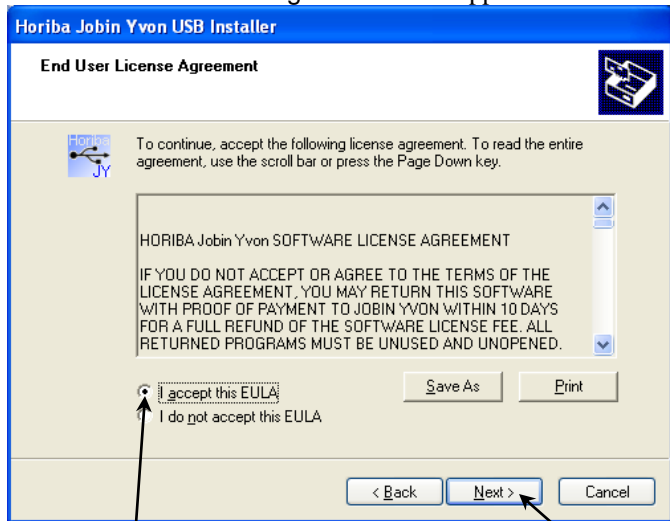 Horiba Jobin Yvon USB Installer
End User License Agreement
Horiba
JY
To continue, accept the following license agreement. To read the entire
agreement, use the scroll bar or press the Page Down key.
HORIBA Jobin Yvon SOFTWARE LICENSE AGREEMENT
IF YOU DO NOT ACCEPT OR AGREE TO THE TERMS OF THE
LICENSE AGREEMENT, YOU MAY RETURN THIS SOFTWARE
WITH PROOF OF PAYMENT TO JOBIN YVON WITHIN 10 DAYS
FOR A FULL REFUND OF THE SOFTWARE LICENSE FEE. ALL
RETURNED PROGRAMS MUST BE UNUSED AND UNOPENED.
I accept this EULA
Save As Print
I do not accept this EULA
< Back Next > Cancel